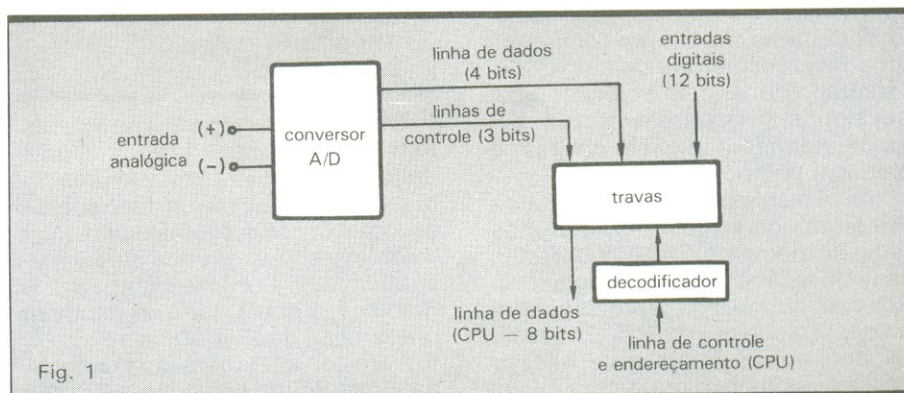 linha de dados
(4 bits)
entradas
digitais
(12 bits)
linhas de
controle (3 bits)
entrada
analógica
(+)
(−)
conversor
A/D
travas
decodificador
linha de dados
(CPU — 8 bits)
linha de controle
e endereçamento (CPU)
Fig. 1